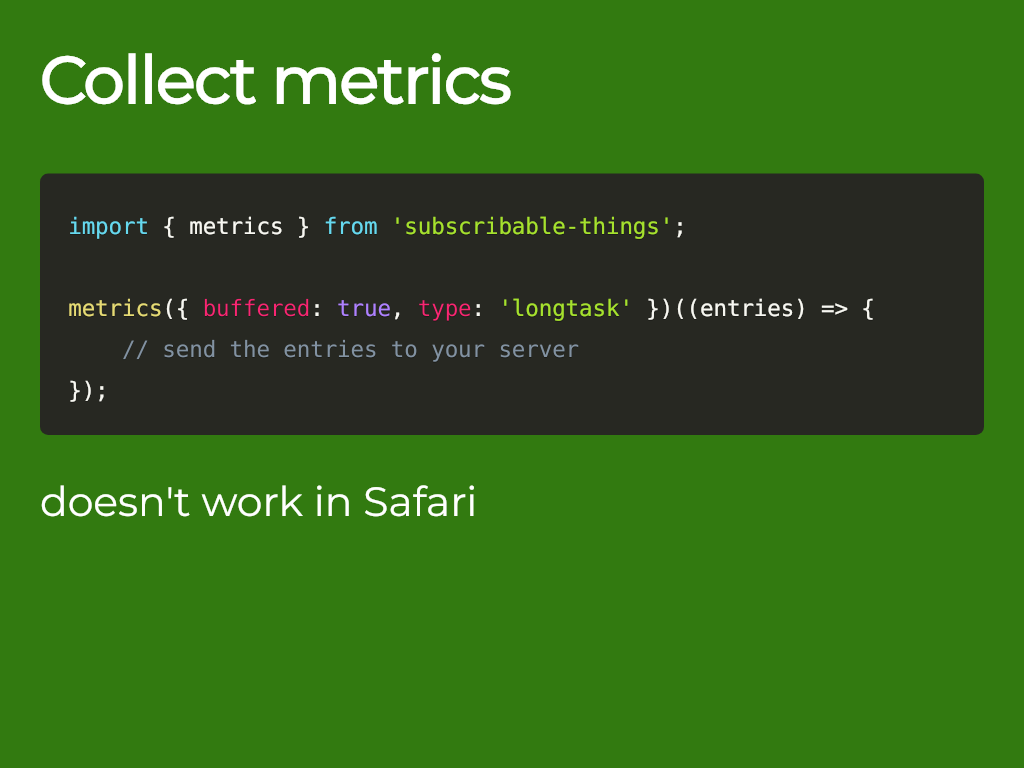 Collect metrics
import { metrics } from 'subscribable-things';
metrics({ buffered: true, type: 'longtask' })((entries) => {
// send the entries to your server
});
doesn't work in Safari